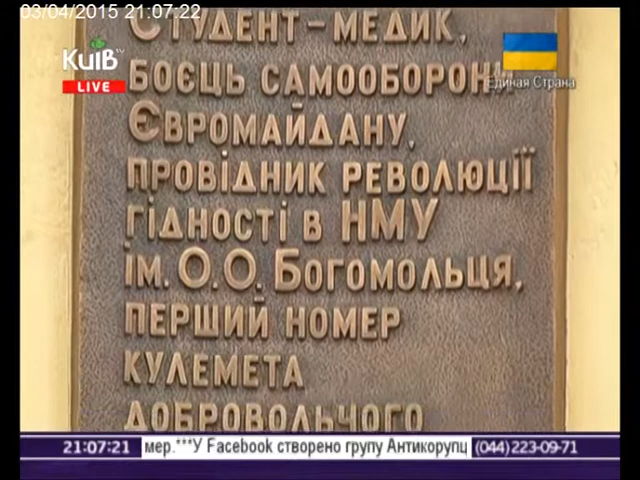 03/04/2015 21:07:22
Студент-медик,
КиїВ tv
LIVE
боєць самооборони
Единая Страна
Євромайдану,
провідник революції
гідності в НМУ
ім. О.О. Богомольця,
перший номер
кулемета
добровольчого
21:07:21 мер.***У Facebook створено групу Антикорупц (044)223-09-71